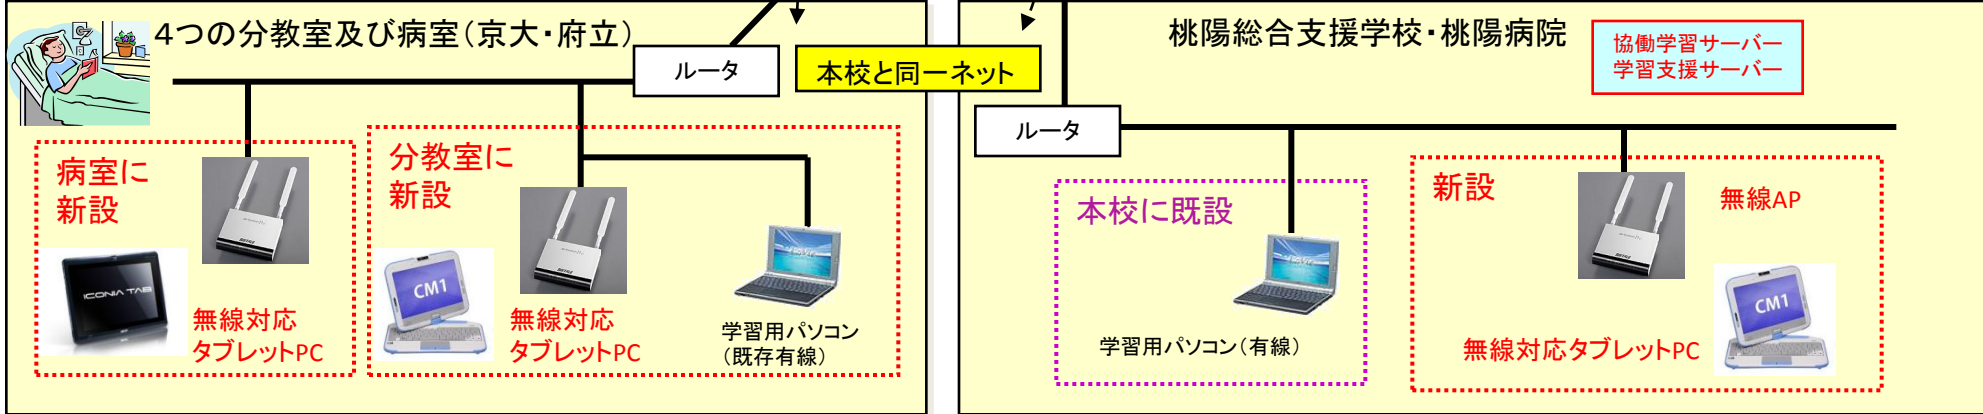 4つの分教室及び病室(京大・府立)
ルータ
本校と同一ネット
病室に
新設
ICONIA TAB
無線対応
タブレットPC
分教室に
新設
CM1
無線対応
タブレットPC
学習用パソコン
(既存有線)
桃陽総合支援学校・桃陽病院
協働学習サーバー
学習支援サーバー
ルータ
本校に既設
学習用パソコン(有線)
新設
無線AP
CM1
無線対応タブレットPC